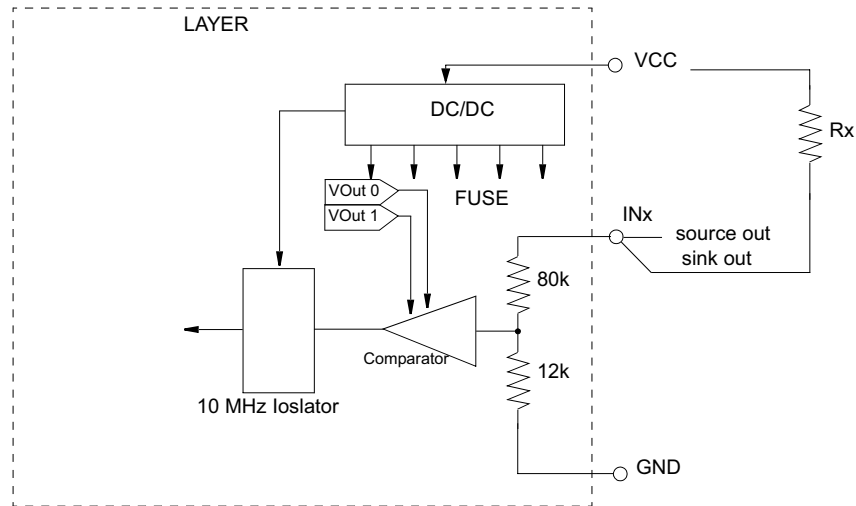 LAYER
VCC
DC/DC
Rx
VOut 0
FUSE
VOut 1
INx
source out
sink out
80k
Comparator
12k
10 MHz Ioslator
GND